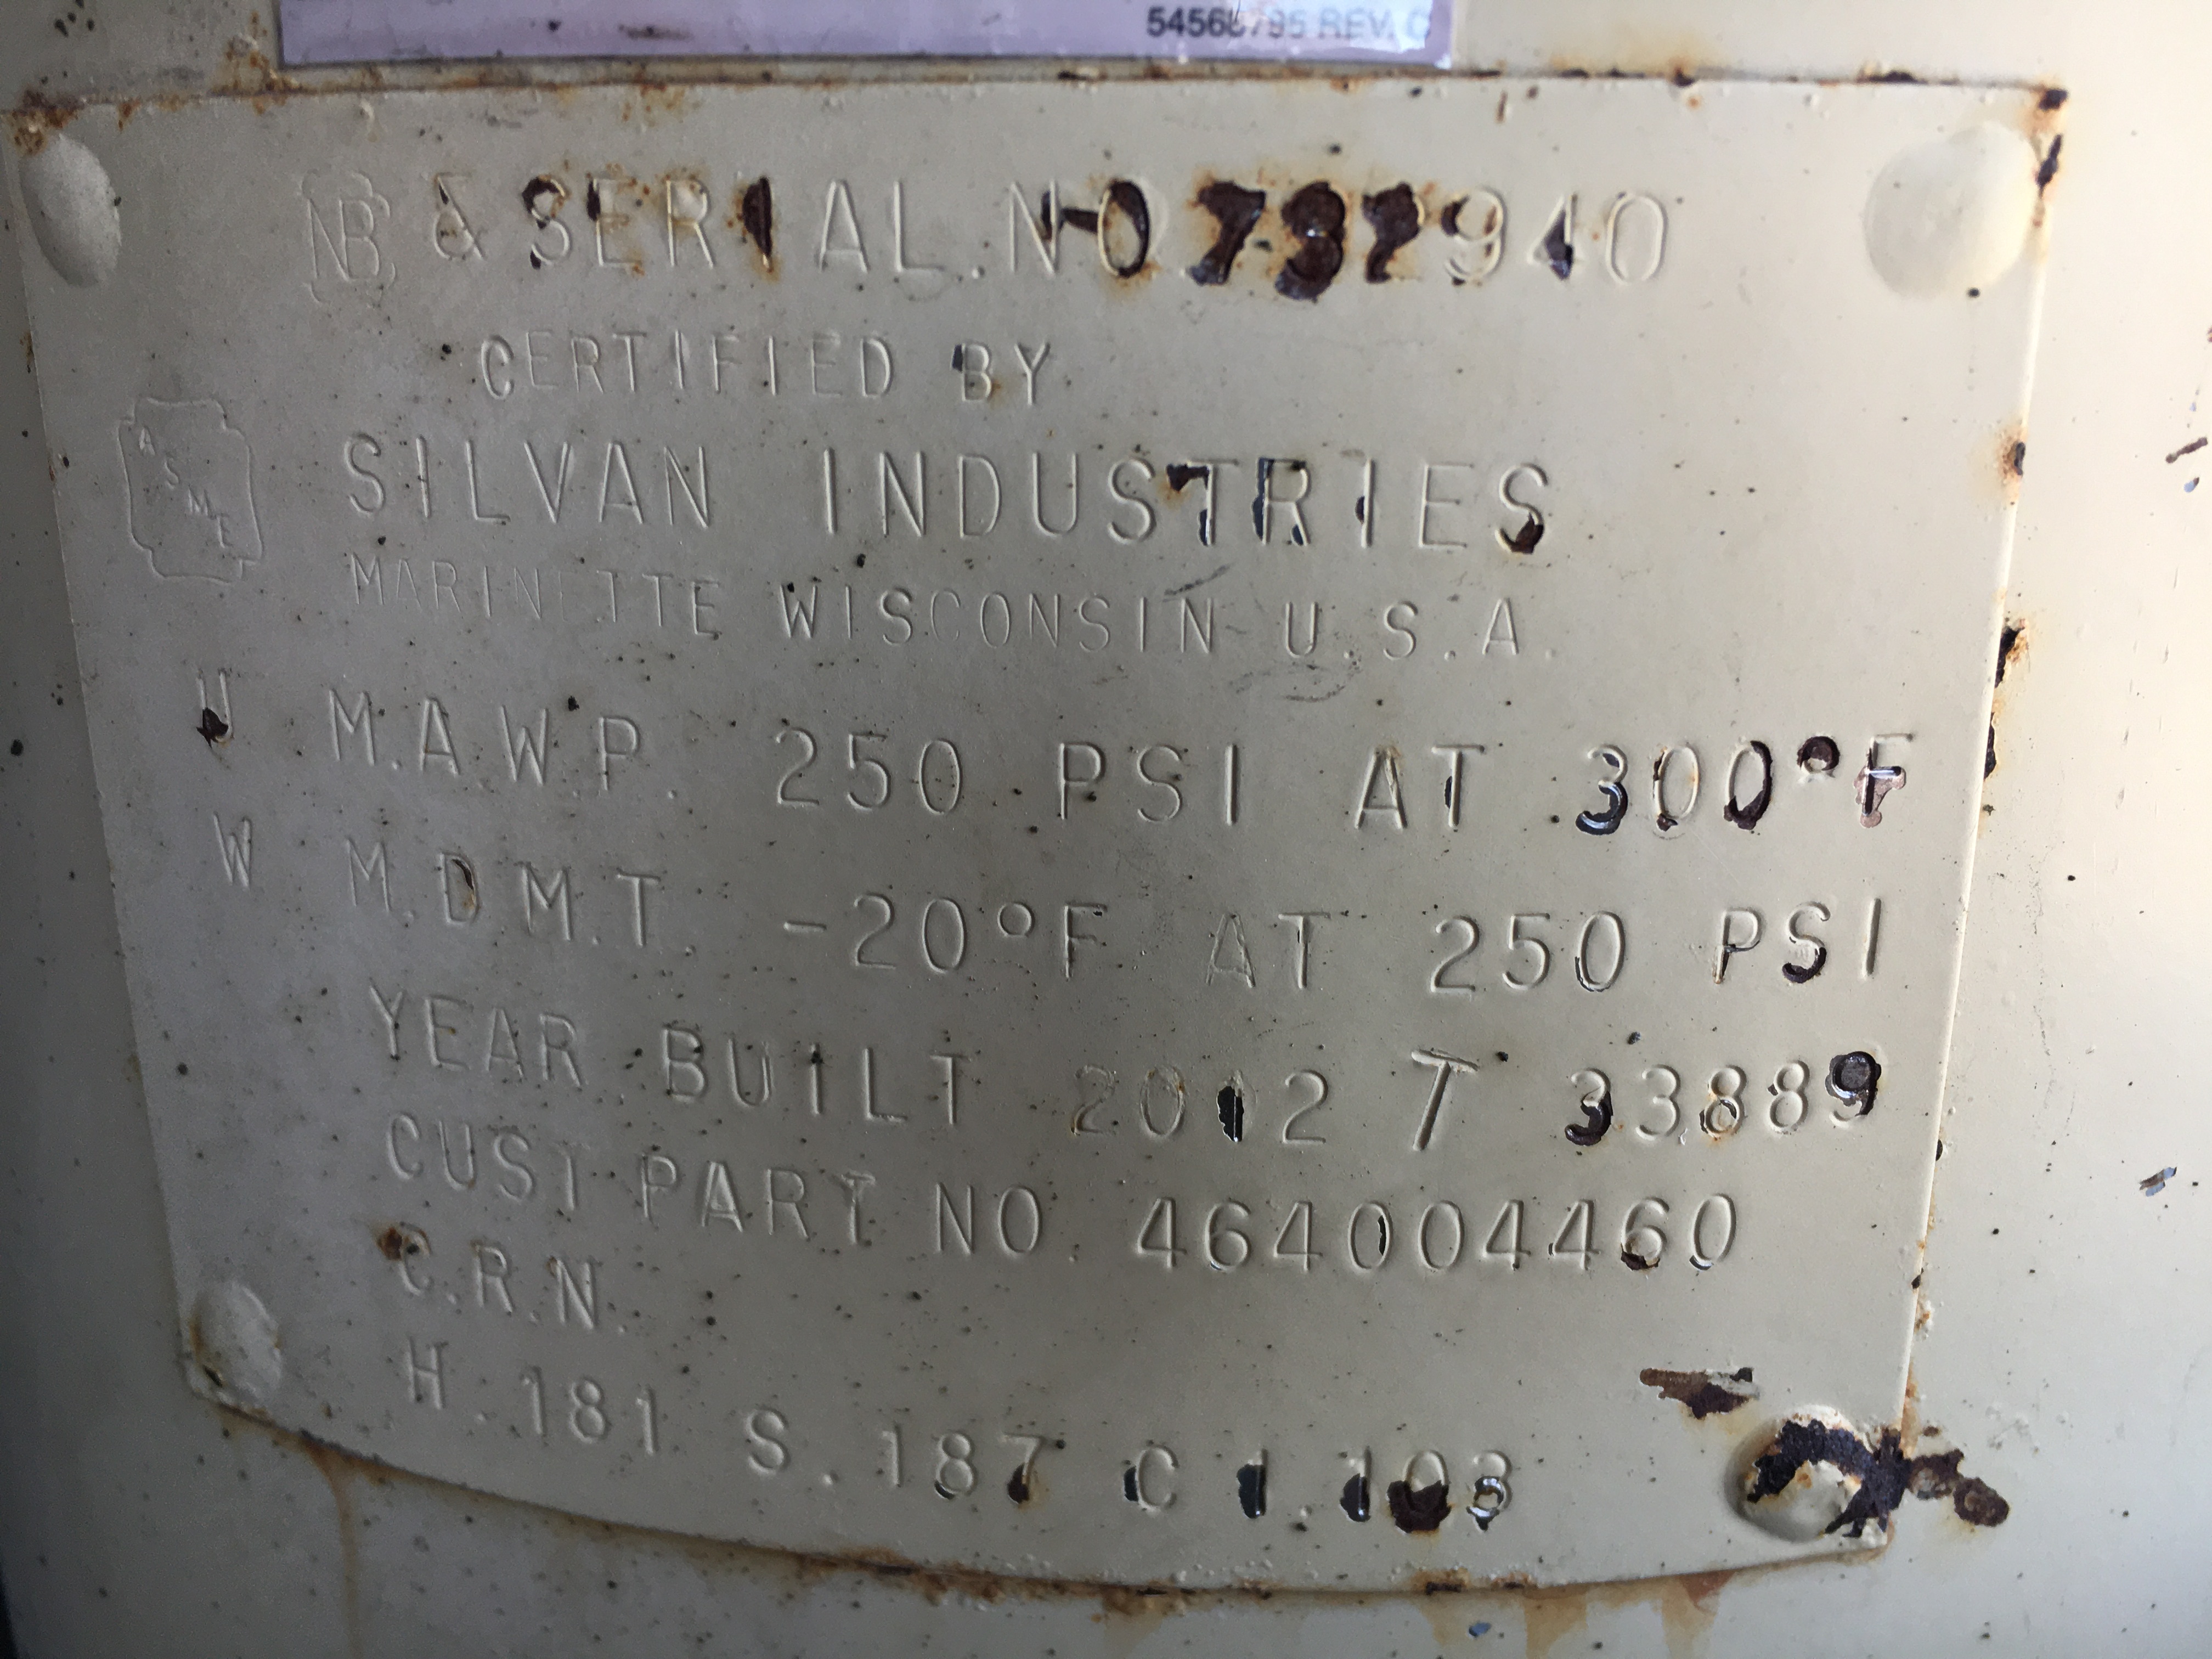 REV. C
NB & SERIAL.NO. 732940
CERTIFIED BY
ASME
SILVAN INDUSTRIES
MARINETTE WISCONSIN U.S.A.
U M.A.W.P. 250 PSI AT 300°F
W M.D.M.T. -20°F AT 250 PSI
YEAR BUILT 2012 T 33889
CUST PART NO. 464004460
C.R.N.
H .181 S .187 C 1.103